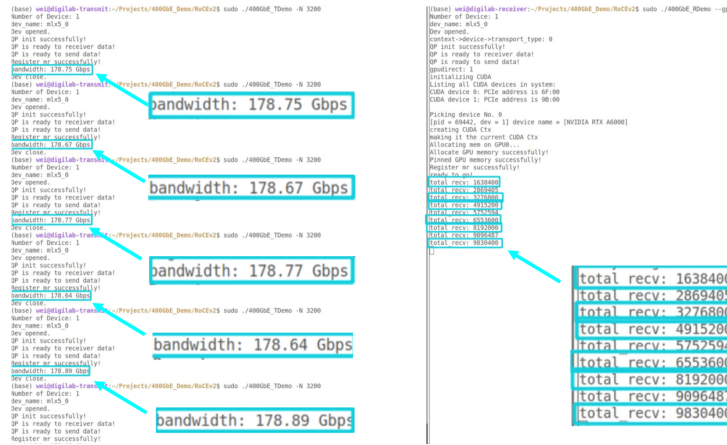 (base) wei@digilab-transmit:~/Projects/400GbE_Demo/RoCEv2$ sudo ./400GbE_TDemo -N 3200
Number of Device: 1
dev_name: mlx5_0
Dev opened.
QP init successfully!
QP is ready to receiver data!
QP is ready to send data!
Register mr successfully!
bandwidth: 178.75 Gbps
dev close.
(base) wei@digilab-transmit:~/Projects/400GbE_Demo/RoCEv2$ sudo ./400GbE_TDemo -N 3200
Number of Device: 1
dev_name: mlx5_0
Dev opened.
QP init successfully!
QP is ready to receiver data!
QP is ready to send data!
Register mr successfully!
bandwidth: 178.67 Gbps
Dev close.
(base) wei@digilab-transmit:~/Projects/400GbE_Demo/RoCEv2$ sudo ./400GbE_TDemo -N 3200
Number of Device: 1
dev_name: mlx5_0
Dev opened.
QP init successfully!
QP is ready to receiver data!
QP is ready to send data!
Register mr successfully!
bandwidth: 178.77 Gbps
Dev close.
(base) wei@digilab-transmit:~/Projects/400GbE_Demo/RoCEv2$ sudo ./400GbE_TDemo -N 3200
Number of Device: 1
dev_name: mlx5_0
Dev opened.
QP init successfully!
QP is ready to receiver data!
QP is ready to send data!
Register mr successfully!
bandwidth: 178.64 Gbps
Dev close.
(base) wei@digilab-transmit:~/Projects/400GbE_Demo/RoCEv2$ sudo ./400GbE_TDemo -N 3200
Number of Device: 1
dev_name: mlx5_0
Dev opened.
QP init successfully!
QP is ready to receiver data!
QP is ready to send data!
Register mr successfully!
bandwidth: 178.89 Gbps
Dev close.
(base) wei@digilab-transmit:~/Projects/400GbE_Demo/RoCEv2$ sudo ./400GbE_TDemo -N 3200
Number of Device: 1
dev_name: mlx5_0
Dev opened.
QP init successfully!
QP is ready to receiver data!
QP is ready to send data!
Register mr successfully!
bandwidth: 178.75 Gbps
bandwidth: 178.67 Gbps
bandwidth: 178.77 Gbps
bandwidth: 178.64 Gbps
bandwidth: 178.89 Gbps
(base) wei@digilab-receiver:~/Projects/400GbE_Demo/RoCEv2$ sudo ./400GbE_RDemo --gp
Number of Device: 1
dev_name: mlx5_0
Dev opened.
context->device->transport_type: 0
QP init successfully!
QP is ready to receiver data!
QP is ready to send data!
gpudirect: 1
initializing CUDA
Listing all CUDA devices in system:
CUDA device 0: PCIe address is 6F:00
CUDA device 1: PCIe address is 9B:00
Picking device No. 0
[pid = 69442, dev = 1] device name = [NVIDIA RTX A6000]
creating CUDA Ctx
making it the current CUDA Ctx
Allocating mem on GPU0...
Allocate GPU memory successfully!
Pinned GPU memory successfully!
Register mr successfully!
ready to go!
total recv: 1638400
total recv: 2869405
total recv: 3276800
total recv: 4915200
total recv: 5752594
total recv: 6553600
total recv: 8192000
total recv: 9096487
total recv: 9830400
total recv: 1638400
total recv: 2869405
total recv: 3276800
total recv: 4915200
total recv: 5752594
total recv: 6553600
total recv: 8192000
total recv: 9096487
total recv: 9830400